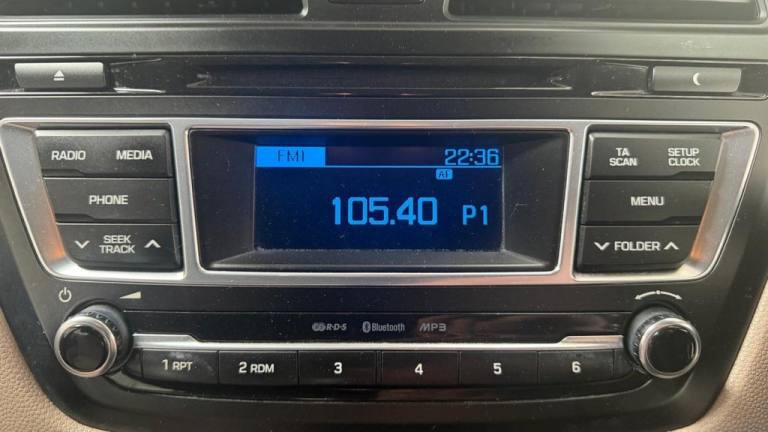 RADIO MEDIA
PHONE
SEEK
TRACK
FM1 22:36
AF
105.40 P1
TA
SCAN
SETUP
CLOCK
MENU
FOLDER
R·D·S Bluetooth MP3
1 RPT 2 RDM 3 4 5 6